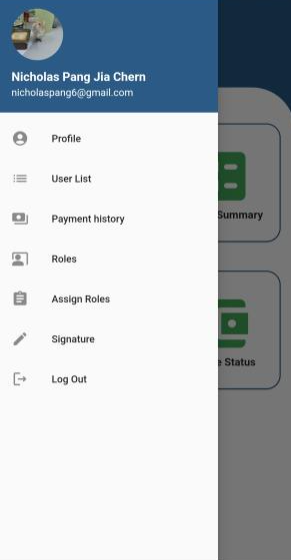 Nicholas Pang Jia Chern
nicholaspang6@gmail.com
Profile
User List
Payment history
Summary
Roles
Assign Roles
Signature
Status
Log Out